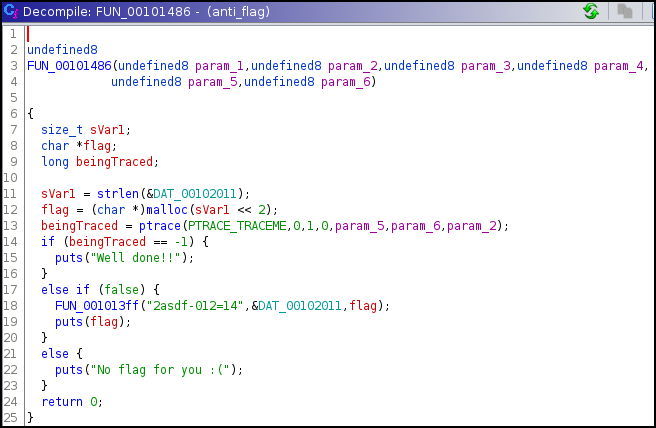 Decompile: FUN_00101486 - (anti_flag)
1
2 undefined8
3 FUN_00101486(undefined8 param_1,undefined8 param_2,undefined8 param_3,undefined8 param_4,
4 undefined8 param_5,undefined8 param_6)
5
6 {
7 size_t sVar1;
8 char *flag;
9 long beingTraced;
10
11 sVar1 = strlen(&DAT_00102011);
12 flag = (char *)malloc(sVar1 << 2);
13 beingTraced = ptrace(PTRACE_TRACEME,0,1,0,param_5,param_6,param_2);
14 if (beingTraced == -1) {
15 puts("Well done!!");
16 }
17 else if (false) {
18 FUN_001013ff("2asdf-012=14",&DAT_00102011,flag);
19 puts(flag);
20 }
21 else {
22 puts("No flag for you :(");
23 }
24 return 0;
25 }